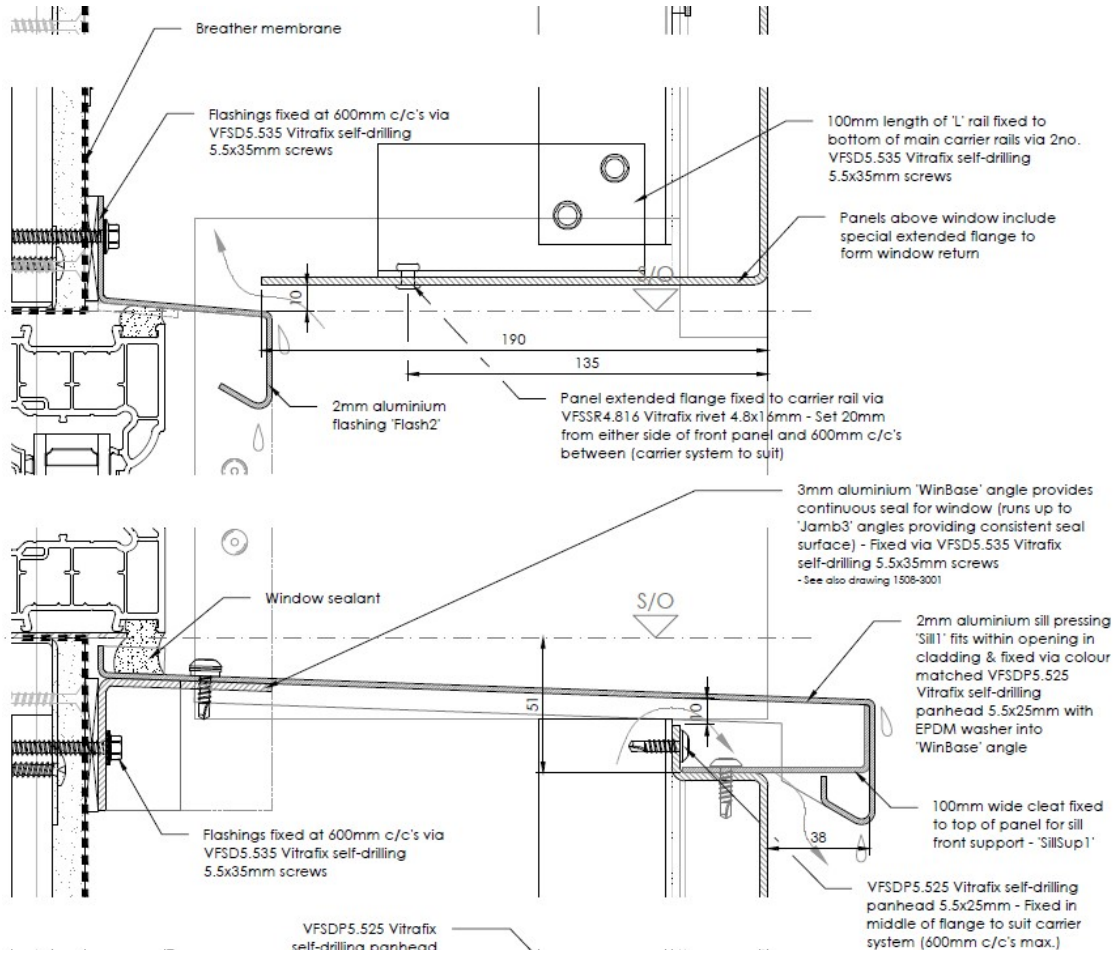 Breather membrane
Flashings fixed at 600mm c/c's via
VFSD5.535 Vitrafix self-drilling
5.5x35mm screws
100mm length of 'L' rail fixed to
bottom of main carrier rails via 2no.
VFSD5.535 Vitrafix self-drilling
5.5x35mm screws
Panels above window include
special extended flange to
form window return
S/O
10
190
135
2mm aluminium
flashing 'Flash2'
Panel extended flange fixed to carrier rail via
VFSSR4.816 Vitrafix rivet 4.8x16mm - Set 20mm
from either side of front panel and 600mm c/c's
between (carrier system to suit)
3mm aluminium 'WinBase' angle provides
continuous seal for window (runs up to
'Jamb3' angles providing consistent seal
surface) - Fixed via VFSD5.535 Vitrafix
self-drilling 5.5x35mm screws
- See also drawing 1508-3001
Window sealant
S/O
2mm aluminium sill pressing
'Sill1' fits within opening in
cladding & fixed via colour
matched VFSDP5.525
Vitrafix self-drilling
panhead 5.5x25mm with
EPDM washer into
'WinBase' angle
51
10
38
100mm wide cleat fixed
to top of panel for sill
front support - 'SillSup1'
Flashings fixed at 600mm c/c's via
VFSD5.535 Vitrafix self-drilling
5.5x35mm screws
VFSDP5.525 Vitrafix self-drilling
panhead 5.5x25mm - Fixed in
middle of flange to suit carrier
system (600mm c/c's max.)
VFSDP5.525 Vitrafix
self-drilling panhead